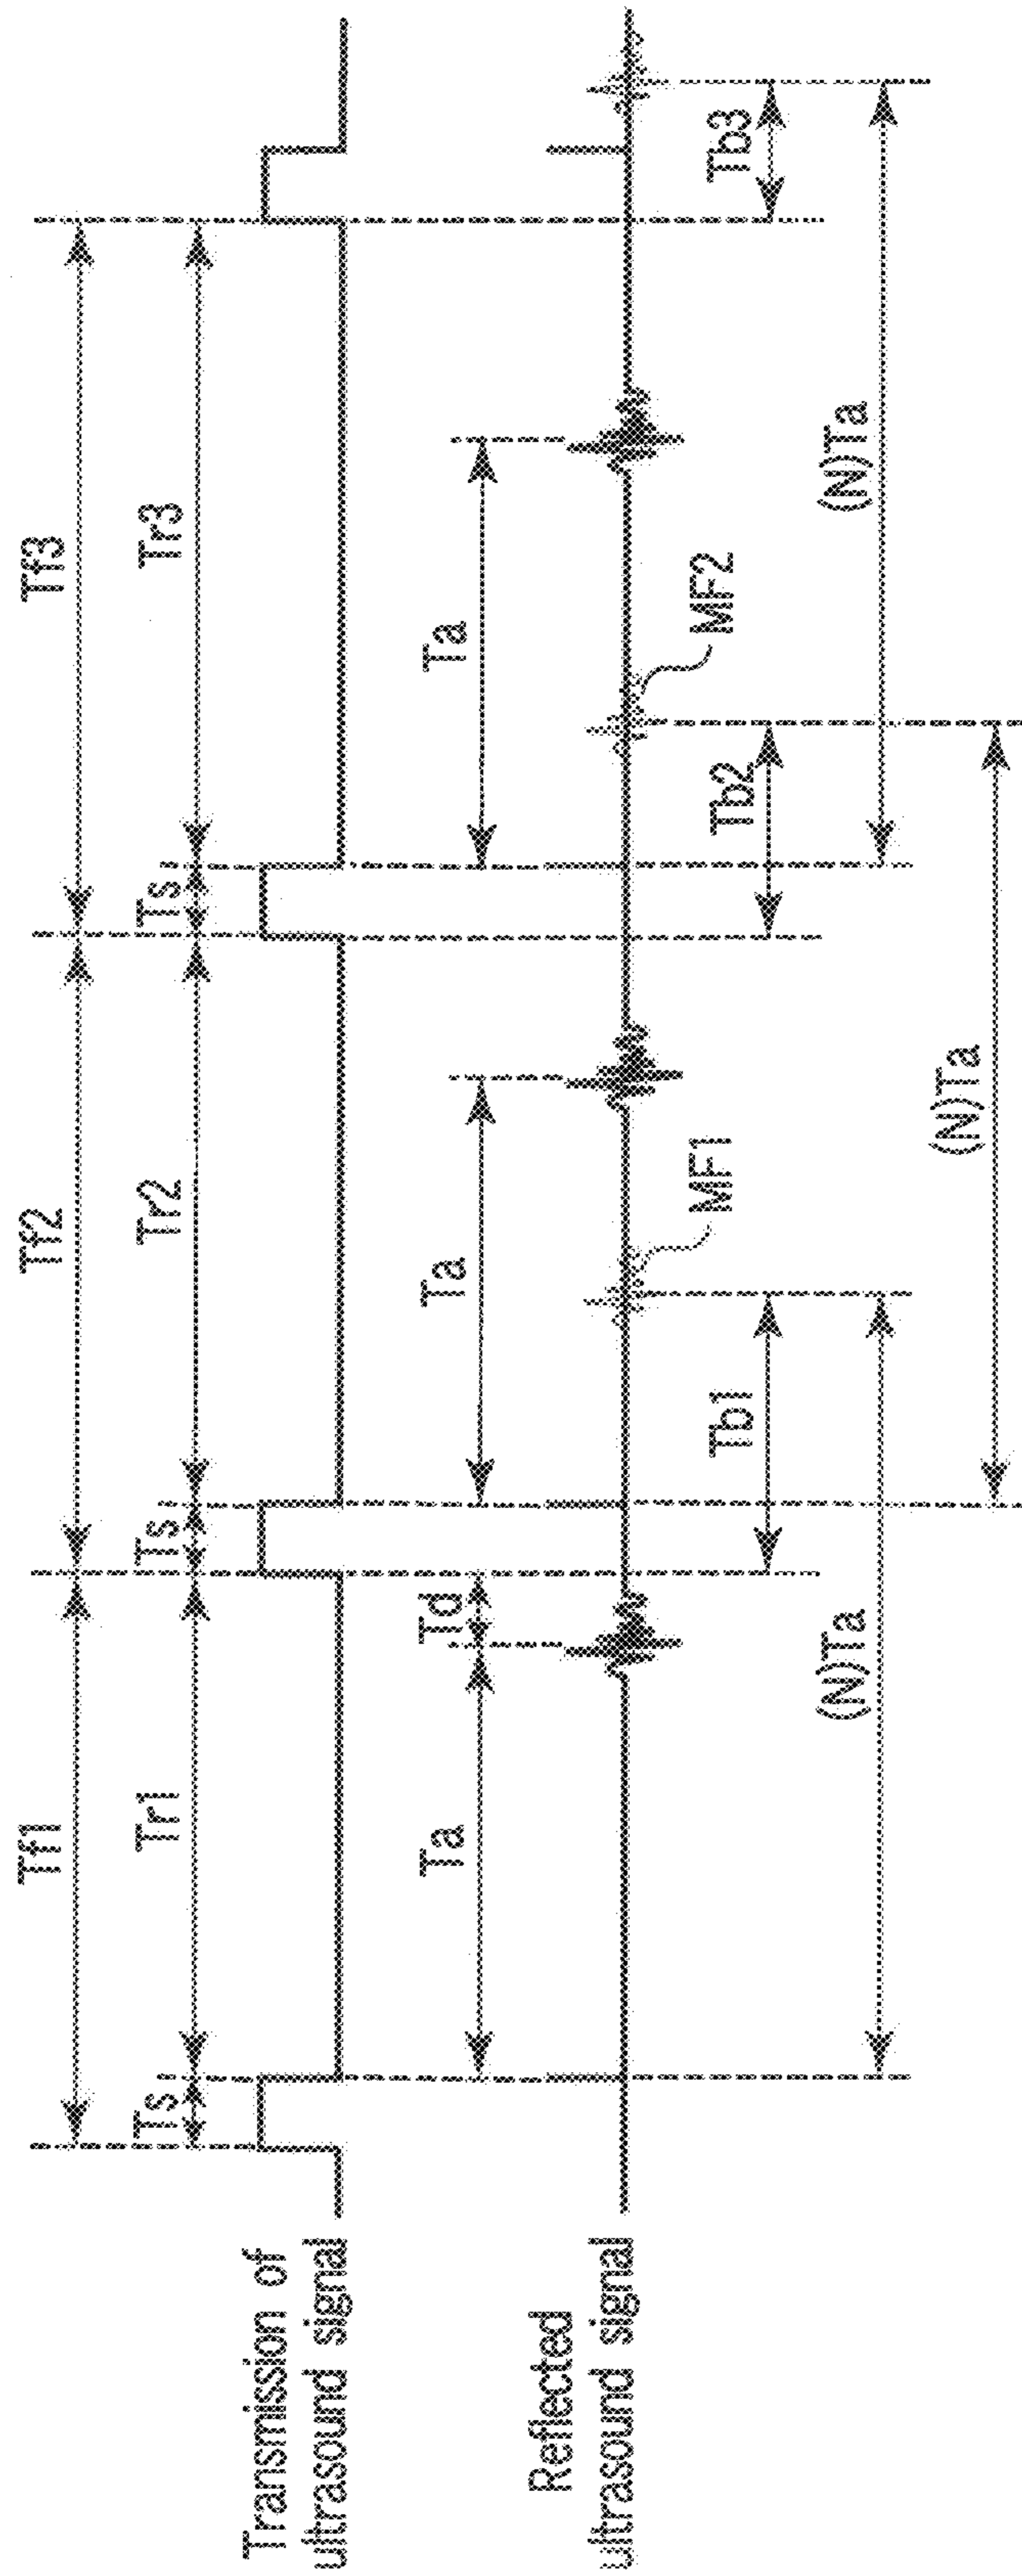 Tf1
Tf2
Tf3
Ts
Tr1
Ts
Tr2
Ts
Tr3
Transmission of
ultrasound signal
Ta
Td
Ta
Ta
Reflected
ultrasound signal
MF1
MF2
Tb1
Tb2
Tb3
(N)Ta
(N)Ta
(N)Ta